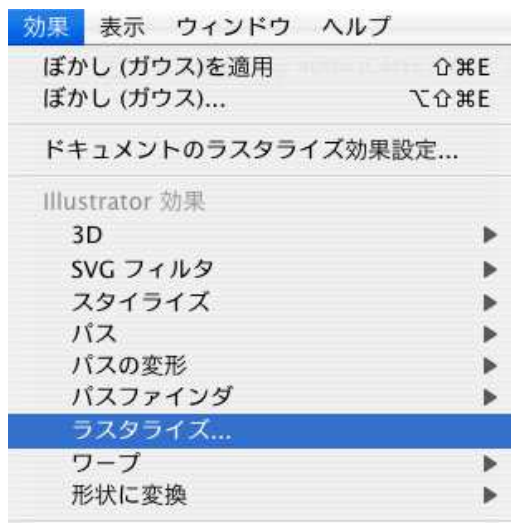 効果 表示 ウィンドウ ヘルプ
ぼかし (ガウス)を適用 ⇧⌘E
ぼかし (ガウス)... ⌥⇧⌘E
ドキュメントのラスタライズ効果設定...
Illustrator 効果
3D
SVG フィルタ
スタイライズ
パス
パスの変形
パスファインダ
ラスタライズ...
ワープ
形状に変換